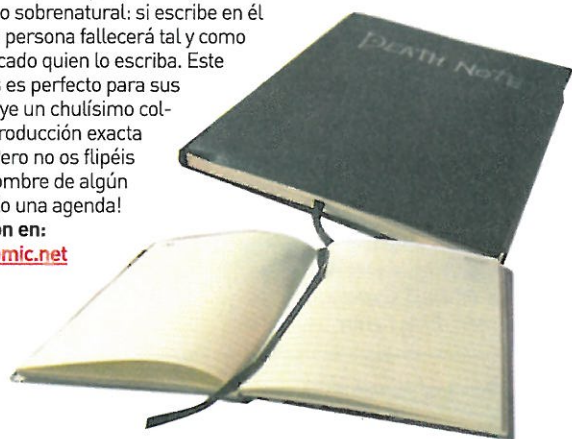 o sobrenatural: si escribe en él
persona fallecerá tal y como
cado quien lo escriba. Este
es perfecto para sus
ye un chulísimo col-
roducción exacta
ero no os flipéis
ombre de algún
o una agenda!
ón en:
omic.net
DEATH NOTE